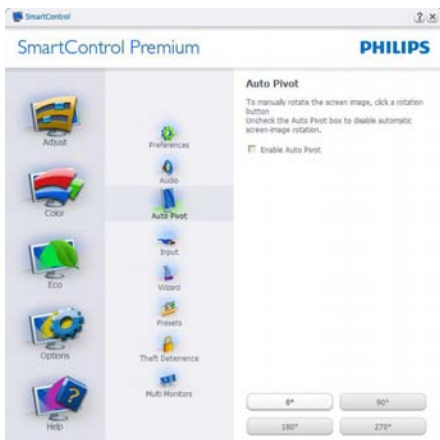 SmartControl
SmartControl Premium
PHILIPS
Adjust
Color
Eco
Options
Help
Preferences
Audio
Auto Pivot
Input
Wizard
Presets
Theft Deterrence
Multi Monitors
Auto Pivot
To manually rotate the screen image, click a rotation
button
Uncheck the Auto Pivot box to disable automatic
screen-image rotation.
Enable Auto Pivot
0°
90°
180°
270°